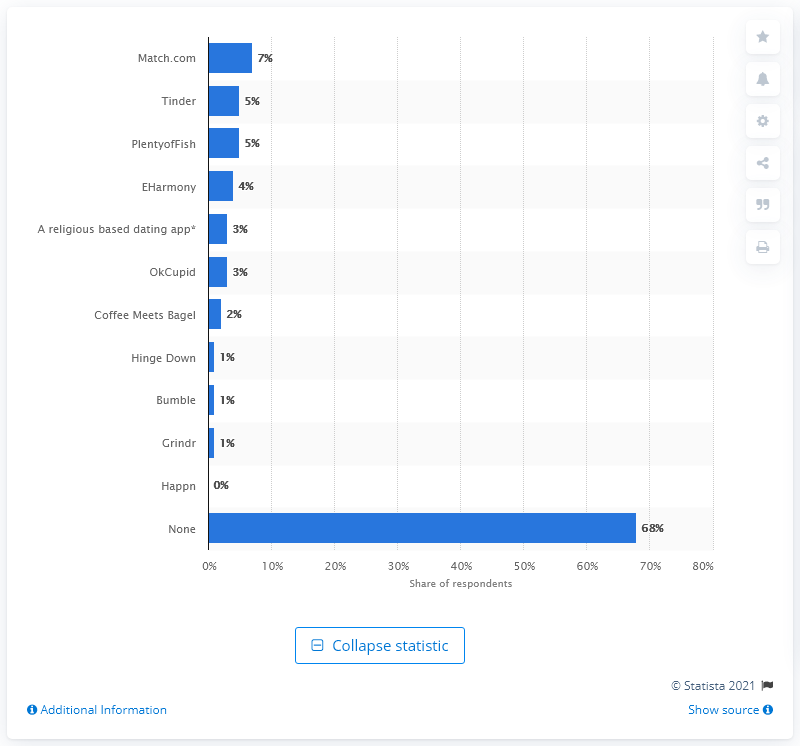 Match.com 7%
Tinder 5%
PlentyofFish 5%
EHarmony 4%
A religious based dating app* 3%
OkCupid 3%
Coffee Meets Bagel 2%
Hinge Down 1%
Bumble 1%
Grindr 1%
Happn 0%
None 68%
0% 10% 20% 30% 40% 50% 60% 70% 80%
Share of respondents
Collapse statistic
© Statista 2021
Additional Information Show source